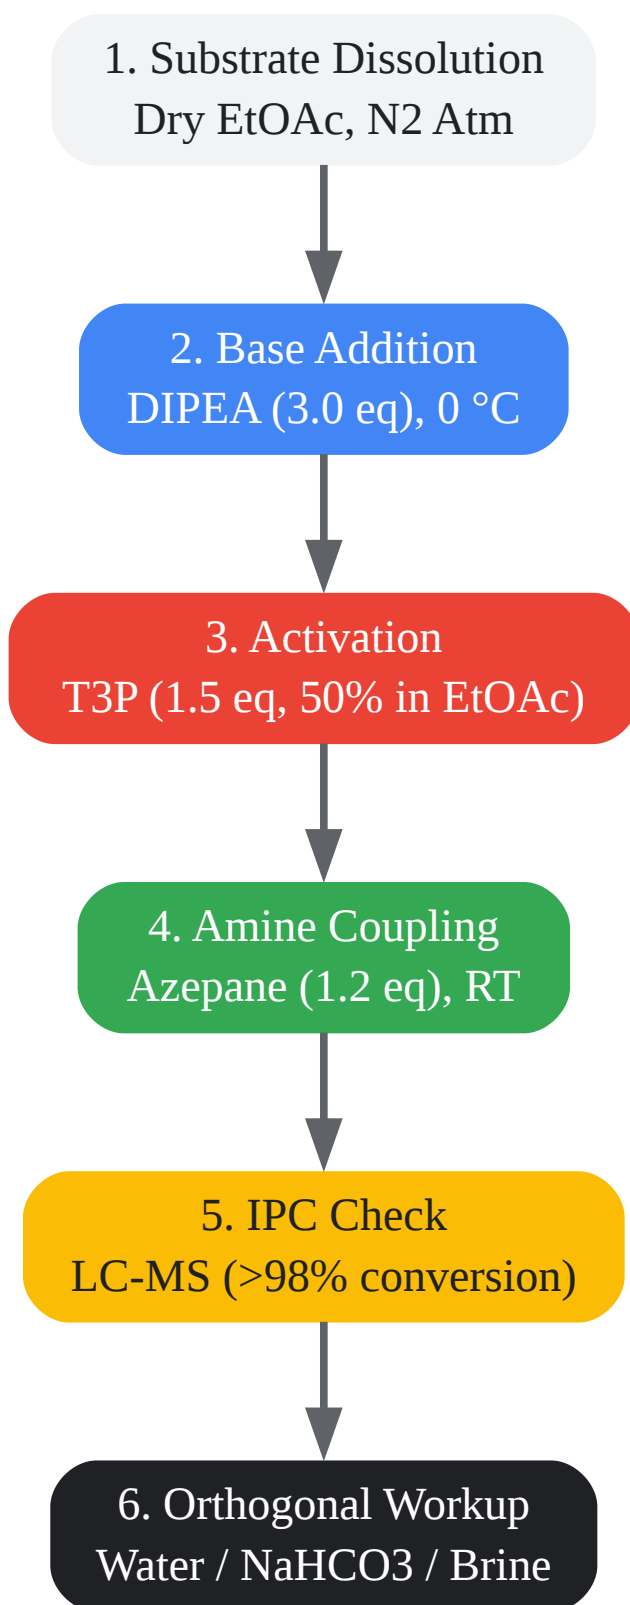 1. Substrate Dissolution
Dry EtOAc, N2 Atm
2. Base Addition
DIPEA (3.0 eq), 0 °C
3. Activation
T3P (1.5 eq, 50% in EtOAc)
4. Amine Coupling
Azepane (1.2 eq), RT
5. IPC Check
LC-MS (>98% conversion)
6. Orthogonal Workup
Water / NaHCO3 / Brine